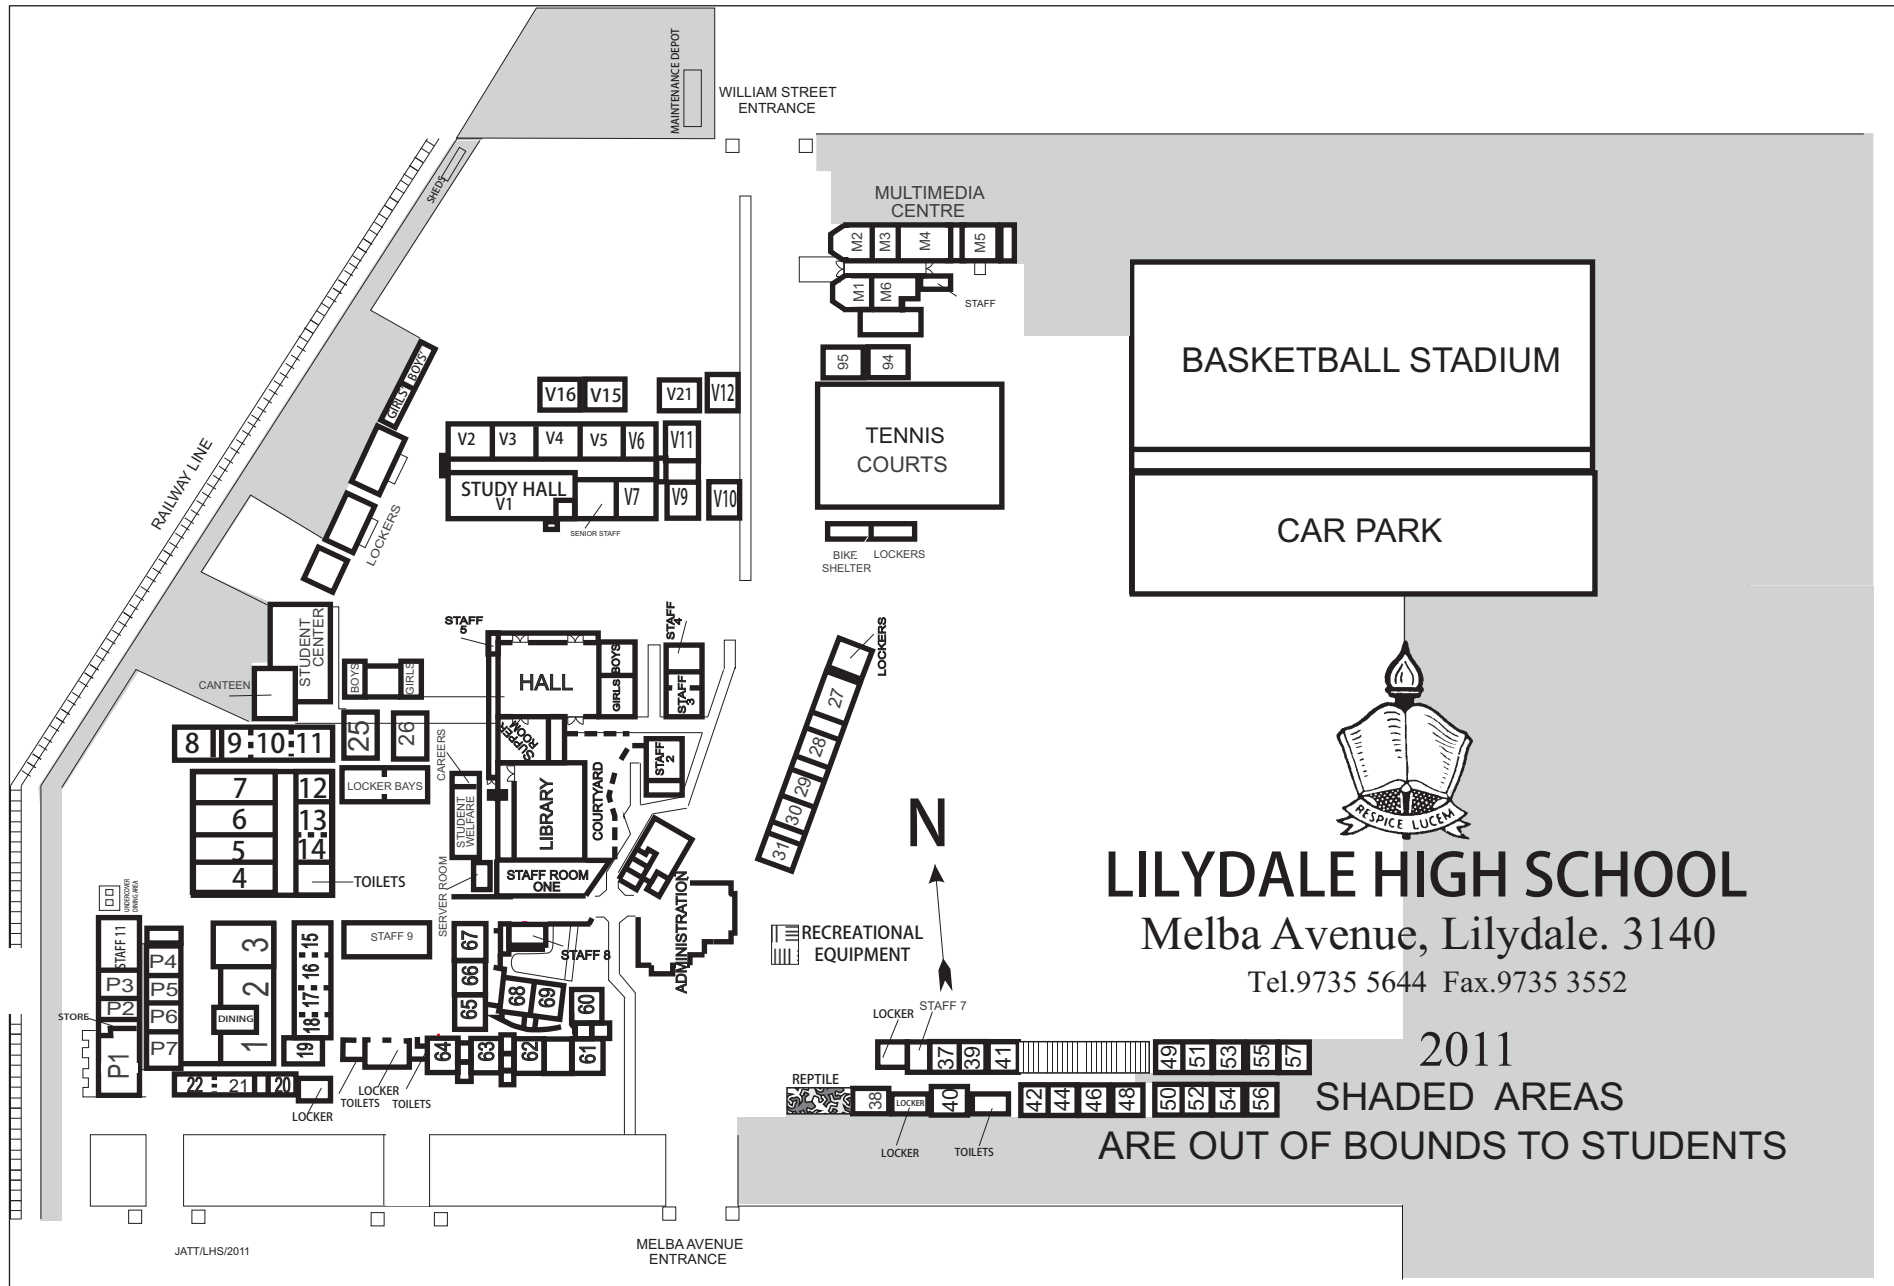 MAINTENANCE DEPOT
WILLIAM STREET
ENTRANCE
SHEDS
MULTIMEDIA
CENTRE
M2
M3
M4
M5
M1
M6
STAFF
BASKETBALL STADIUM
95
94
BOYS'
GIRLS'
V16
V15
V21
V12
TENNIS
COURTS
V2
V3
V4
V5
V6
V11
STUDY HALL
V1
V7
V9
V10
SENIOR STAFF
RAILWAY LINE
LOCKERS
CAR PARK
BIKE
SHELTER
LOCKERS
STUDENT
CENTER
CANTEEN
BOYS
GIRLS
STAFF
5
HALL
BOYS
GIRLS
STAFF
4
STAFF
3
LOCKERS
27
28
29
30
31
8
9
10
11
25
26
CAREERS
SUPPER
ROOM
STAFF
2
7
6
5
4
12
13
14
TOILETS
LOCKER BAYS
STUDENT
WELFARE
LIBRARY
COURTYARD
SERVER ROOM
STAFF ROOM
ONE
ADMINISTRATION
N
RESPICE LUCEM
LILYDALE HIGH SCHOOL
Melba Avenue, Lilydale. 3140
Tel.9735 5644 Fax.9735 3552
2011
SHADED AREAS
ARE OUT OF BOUNDS TO STUDENTS
RECREATIONAL
EQUIPMENT
UNDERCOVER
DINING AREA
STAFF 11
P4
P3
P5
P2
P6
STORE
P1
P7
3
2
DINING
1
15
16
17
18
19
STAFF 9
67
66
65
STAFF 8
68
69
60
64
63
62
61
22
21
20
LOCKER
LOCKER
TOILETS
TOILETS
LOCKER
STAFF 7
37
39
41
49
51
53
55
57
REPTILE
38
LOCKER
40
42
44
46
48
50
52
54
56
LOCKER
TOILETS
JATT/LHS/2011
MELBA AVENUE
ENTRANCE